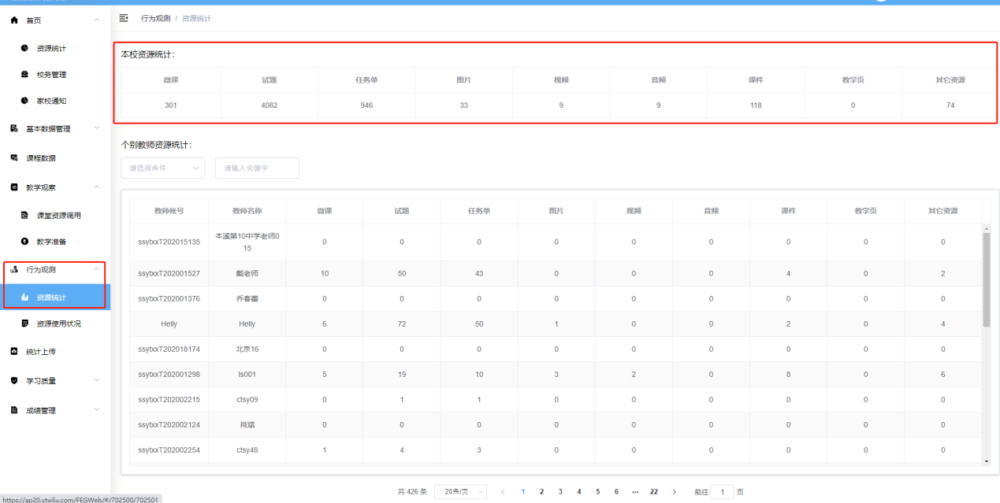 首页
资源统计
校务管理
家校通知
基本数据管理
课程数据
教学观察
课堂资源调用
教学准备
行为观测
资源统计
资源使用状况
统计上传
学习质量
成绩管理
行为观测 / 资源统计
本校资源统计：
微课 试题 任务单 图片 视频 音频 课件 教学页 其它资源
301 4082 946 33 9 9 118 0 74
个别教师资源统计：
请选择条件 请输入关键字
教师帐号 教师名称 微课 试题 任务单 图片 视频 音频 课件 教学页 其它资源
ssytxxT202015135 本溪第10中学老师0
15 0 0 0 0 0 0 0 0 0
ssytxxT202001527 戴老师 10 50 43 0 0 0 4 0 2
ssytxxT202001376 乔春蕾 0 0 0 0 0 0 0 0 0
Helly Helly 6 72 50 1 0 0 2 0 4
ssytxxT202018174 北京16 0 0 0 0 0 0 0 0 0
ssytxxT202001298 ls001 5 19 10 3 2 0 8 0 6
ssytxxT202002215 ctsy09 0 1 1 0 0 0 0 0 0
ssytxxT202002124 肖斌 0 0 0 0 0 0 0 0 0
ssytxxT202002254 ctsy48 1 4 3 0 0 0 0 0 0
共 426 条 20条/页 1 2 3 4 5 6 ••• 22 前往 1 页
https://ap20.ytwljy.com/FEGWeb/#/702500/702501